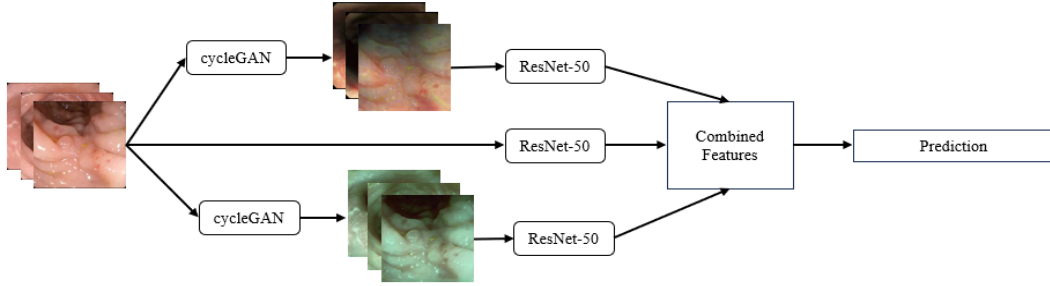 cycleGAN
ResNet-50
ResNet-50
Combined
Features
Prediction
cycleGAN
ResNet-50